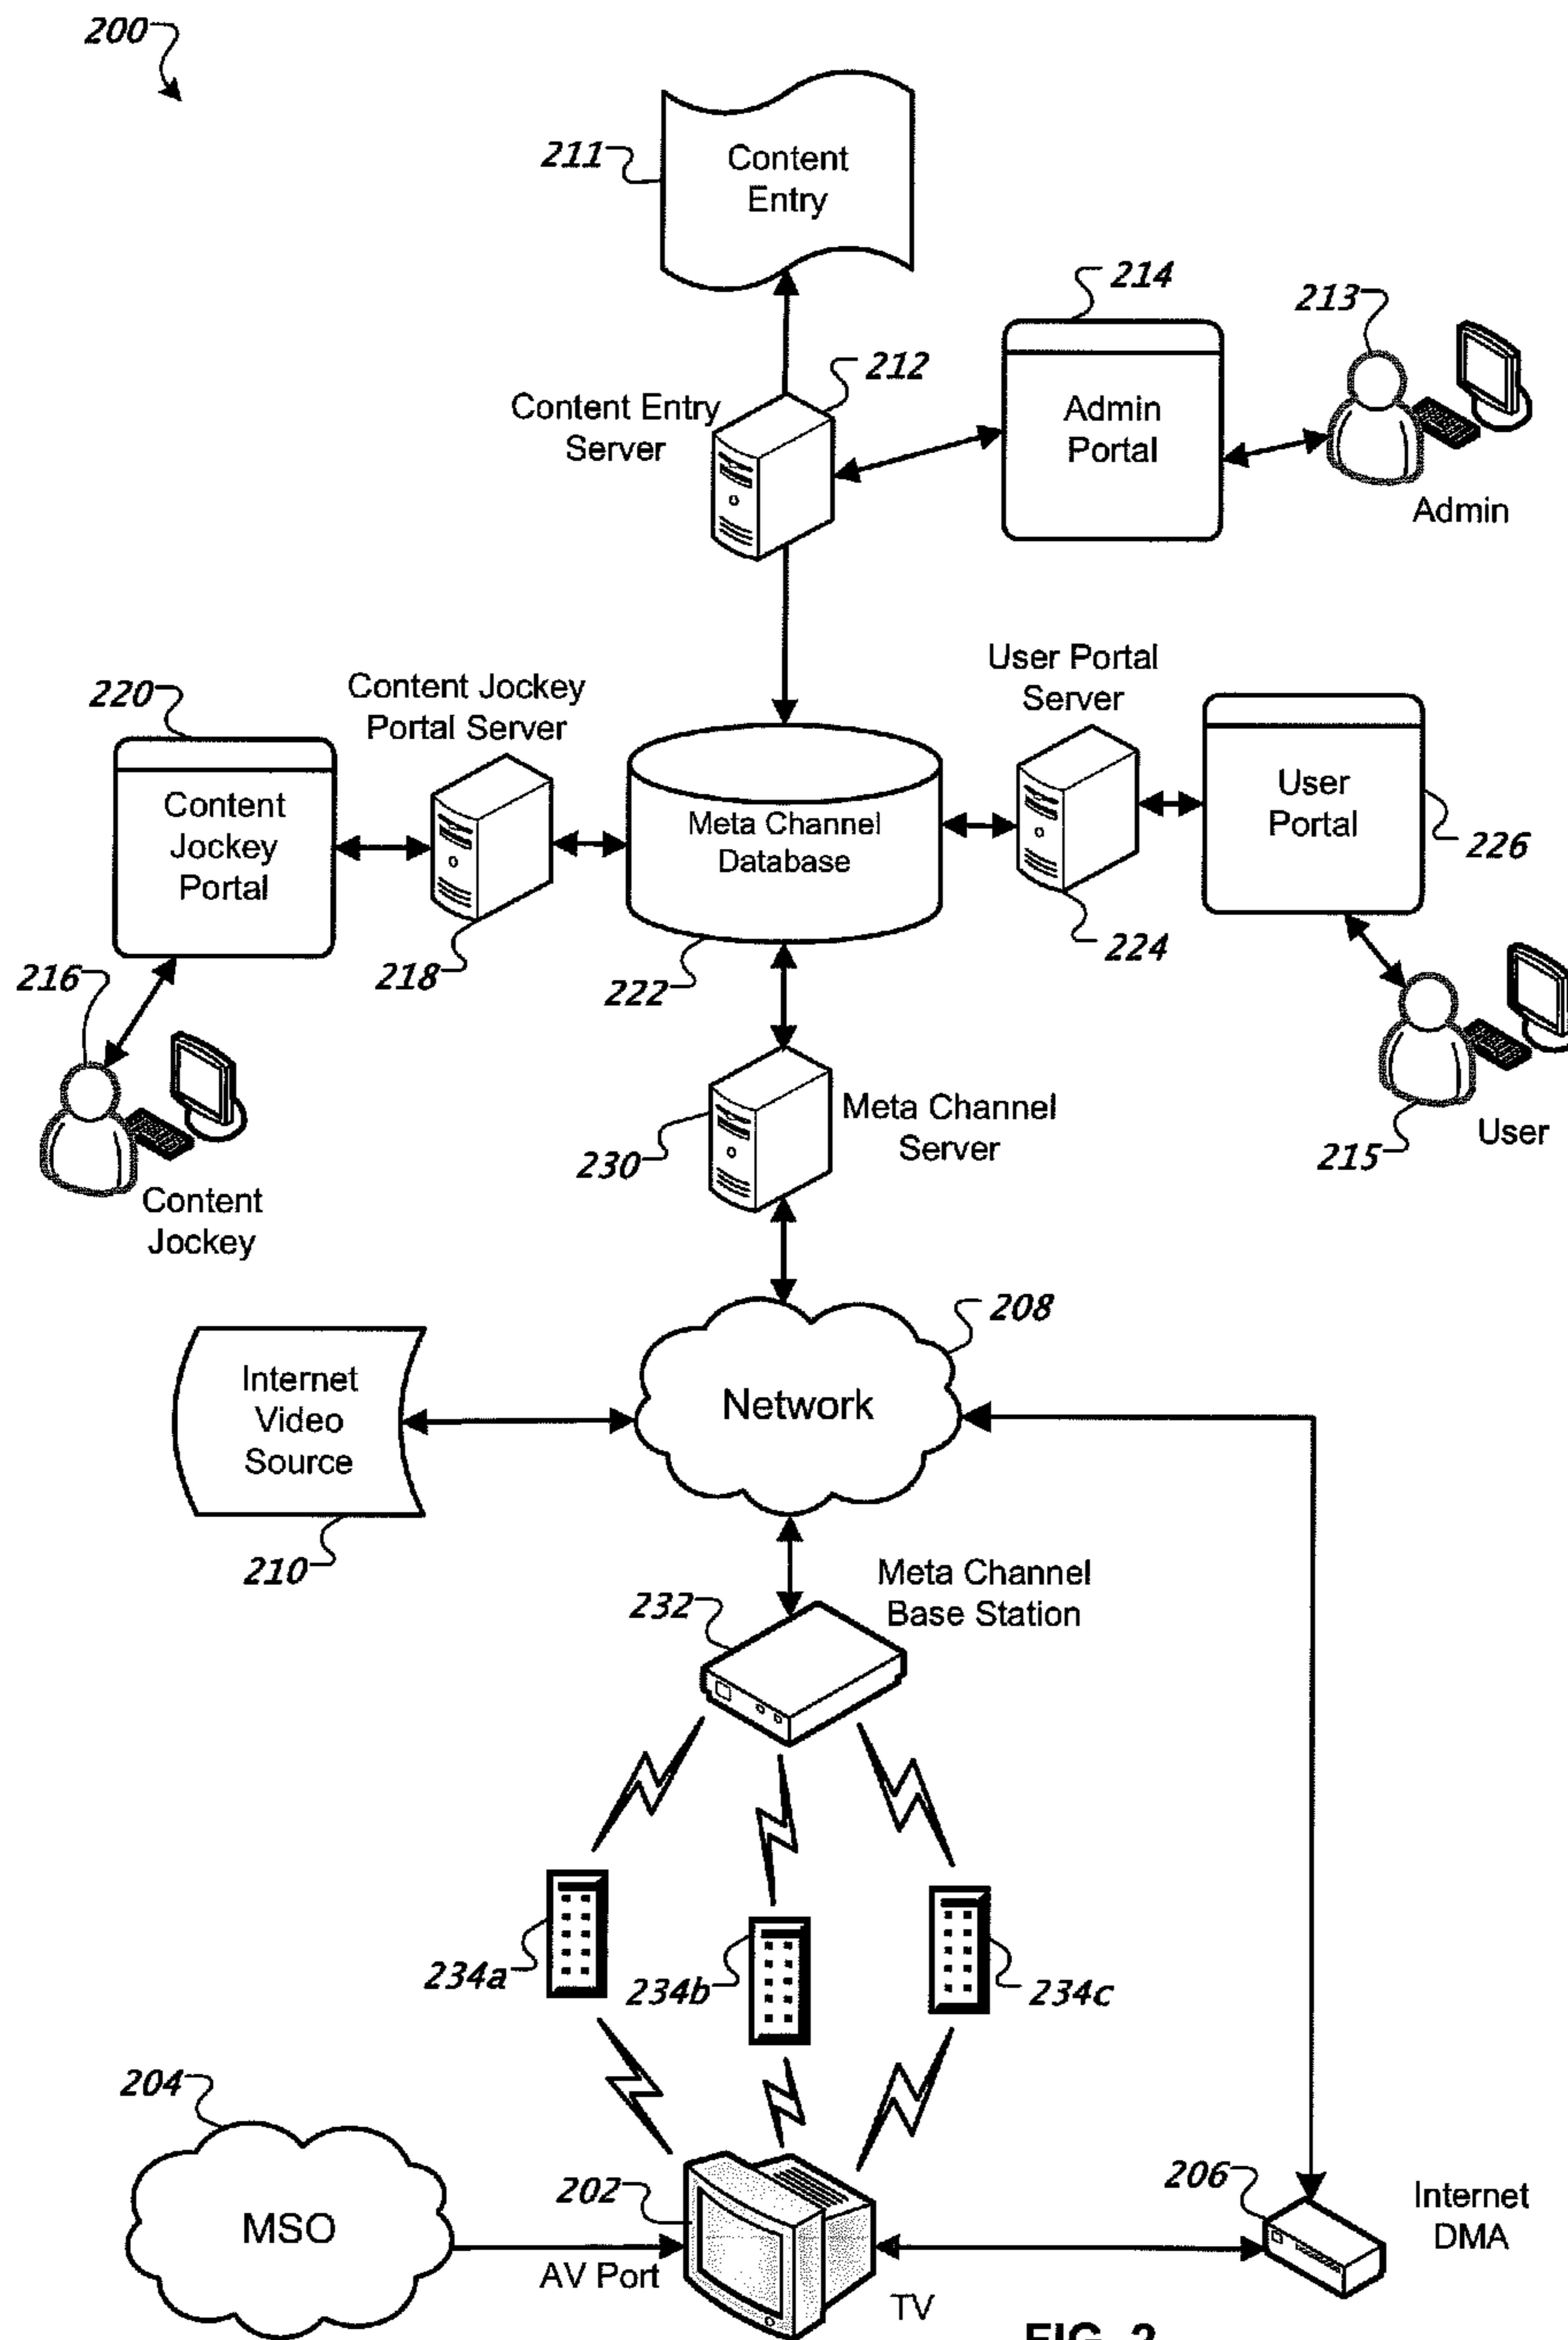 200
211
Content
Entry
214
213
212
Content Entry
Server
Admin
Portal
Admin
User Portal
Server
220
Content Jockey
Portal Server
Content
Jockey
Portal
Meta Channel
Database
User
Portal
226
216
218
222
224
230
Meta Channel
Server
215
User
Content
Jockey
208
Internet
Video
Source
Network
210
Meta Channel
Base Station
232
234a
234b
234c
204
202
206
Internet
DMA
MSO
AV Port
TV
FIG. 2